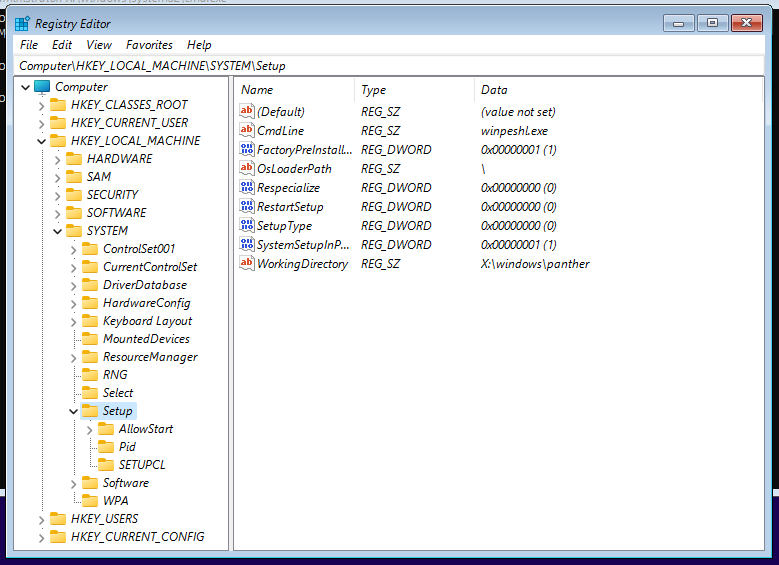 Registry Editor
File Edit View Favorites Help
Computer\HKEY_LOCAL_MACHINE\SYSTEM\Setup
Computer
HKEY_CLASSES_ROOT
HKEY_CURRENT_USER
HKEY_LOCAL_MACHINE
HARDWARE
SAM
SECURITY
SOFTWARE
SYSTEM
ControlSet001
CurrentControlSet
DriverDatabase
HardwareConfig
Keyboard Layout
MountedDevices
ResourceManager
RNG
Select
Setup
AllowStart
Pid
SETUPCL
Software
WPA
HKEY_USERS
HKEY_CURRENT_CONFIG
Name Type Data
(Default) REG_SZ (value not set)
CmdLine REG_SZ winpeshl.exe
FactoryPreInstall... REG_DWORD 0x00000001 (1)
OsLoaderPath REG_SZ \
Respecialize REG_DWORD 0x00000000 (0)
RestartSetup REG_DWORD 0x00000000 (0)
SetupType REG_DWORD 0x00000000 (0)
SystemSetupInP... REG_DWORD 0x00000001 (1)
WorkingDirectory REG_SZ X:\windows\panther